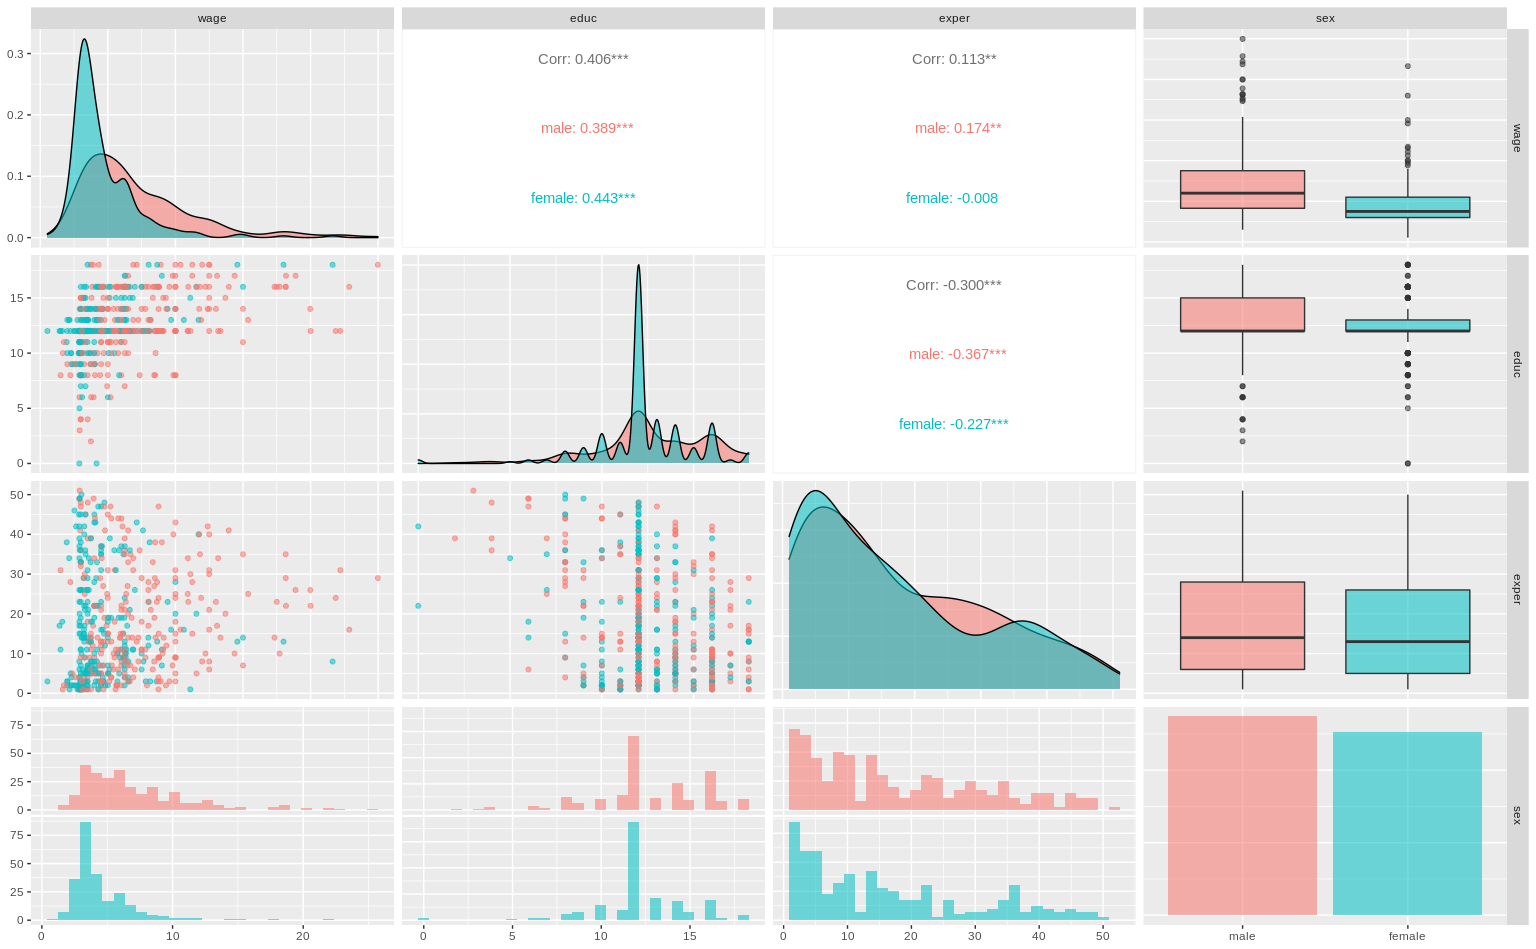 wage educ exper sex
0.3
0.2
0.1
0.0
Corr: 0.406***
male: 0.389***
female: 0.443***
Corr: 0.113**
male: 0.174**
female: -0.008
wage
15
10
5
0
Corr: -0.300***
male: -0.367***
female: -0.227***
educ
50
40
30
20
10
0
exper
75
50
25
0
75
50
25
0
sex
0 10 20
0 5 10 15
0 10 20 30 40 50
male female